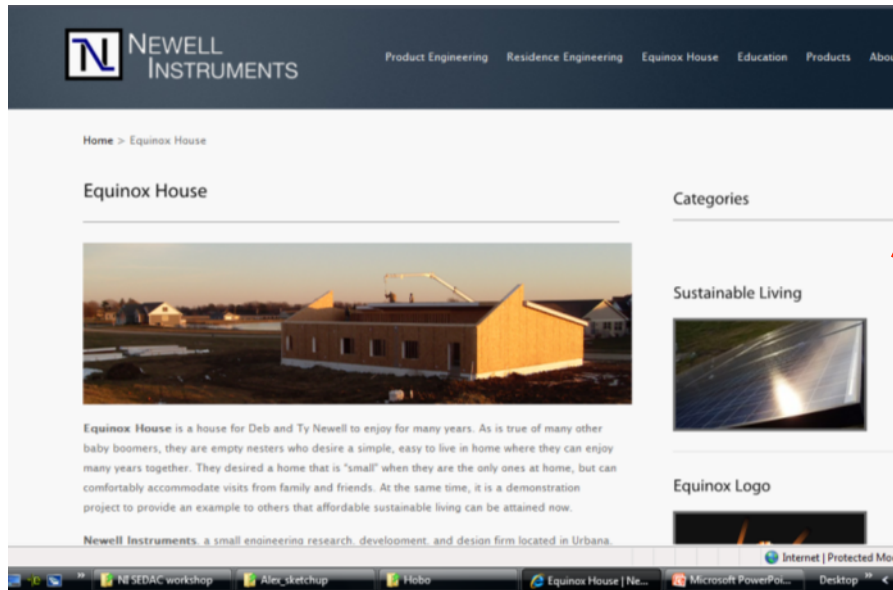 NEWELL
INSTRUMENTS
Product Engineering Residence Engineering Equinox House Education Products Abou
Home > Equinox House
Equinox House
Categories
Sustainable Living
Equinox House is a house for Deb and Ty Newell to enjoy for many years. As is true of many other
baby boomers, they are empty nesters who desire a simple, easy to live in home where they can enjoy
many years together. They desired a home that is "small" when they are the only ones at home, but can
comfortably accommodate visits from family and friends. At the same time, it is a demonstration
project to provide an example to others that affordable sustainable living can be attained now.
Equinox Logo
Newell Instruments, a small engineering research, development, and design firm located in Urbana,
Internet | Protected Mo
NI SEDAC workshop Alex_sketchup Hobo Equinox House | Ne... Microsoft PowerPoi... Desktop